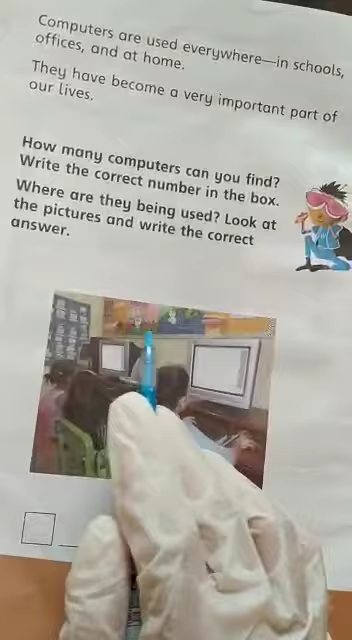 Computers are used everywhere—in schools,
offices, and at home.
They have become a very important part of
our lives.
How many computers can you find?
Write the correct number in the box.
Where are they being used? Look at
the pictures and write the correct
answer.